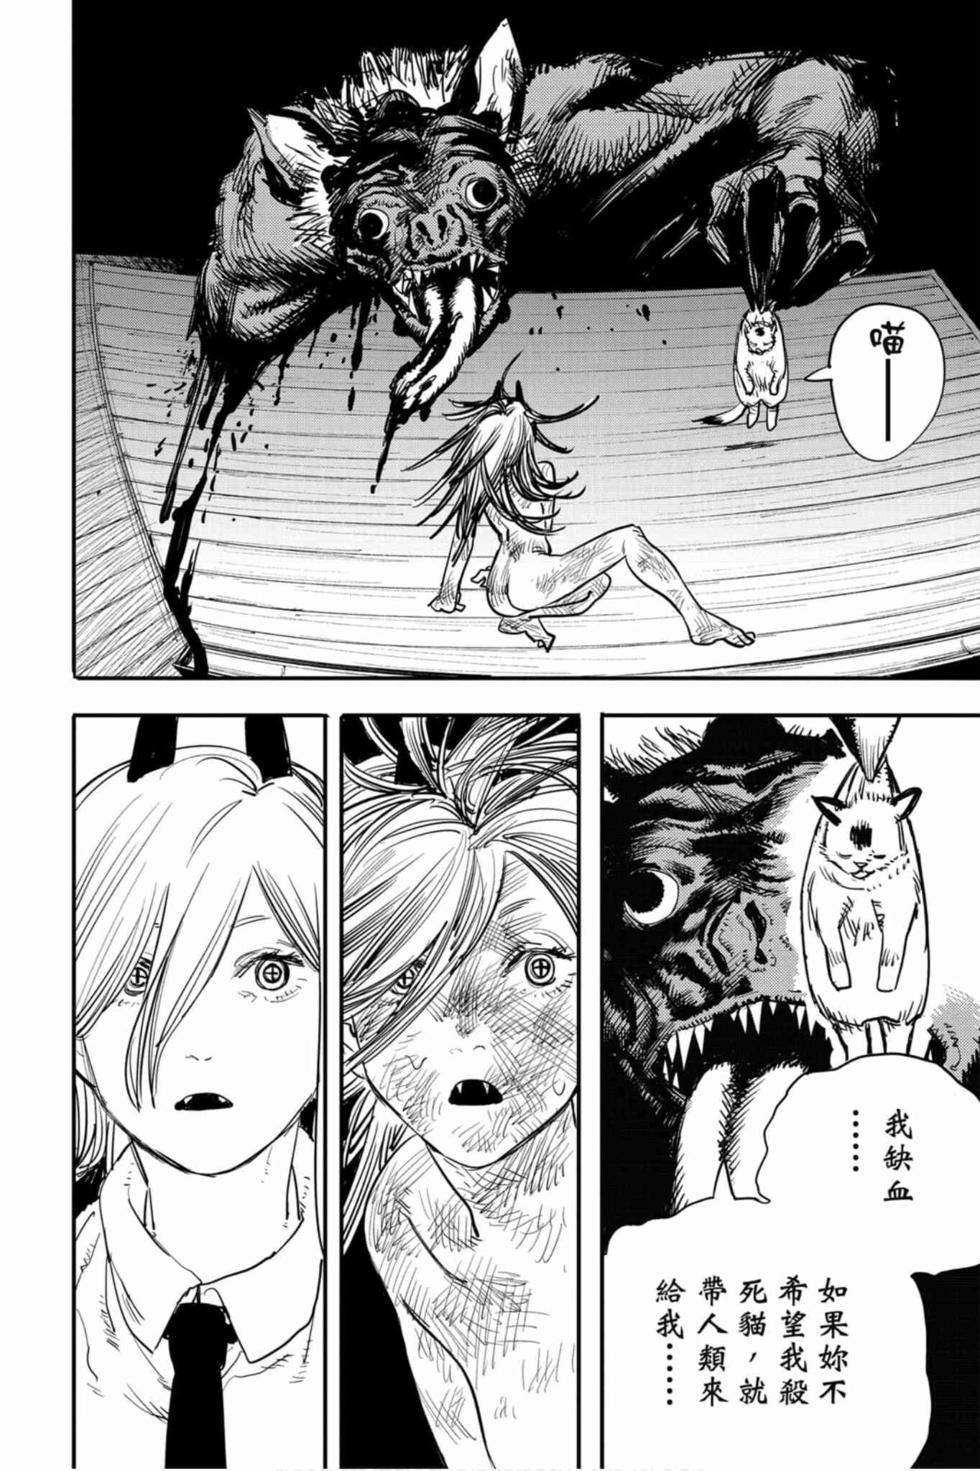 喵——
我缺血
……
如果妳不
希望我殺
死貓，就
帶人類來
給我……